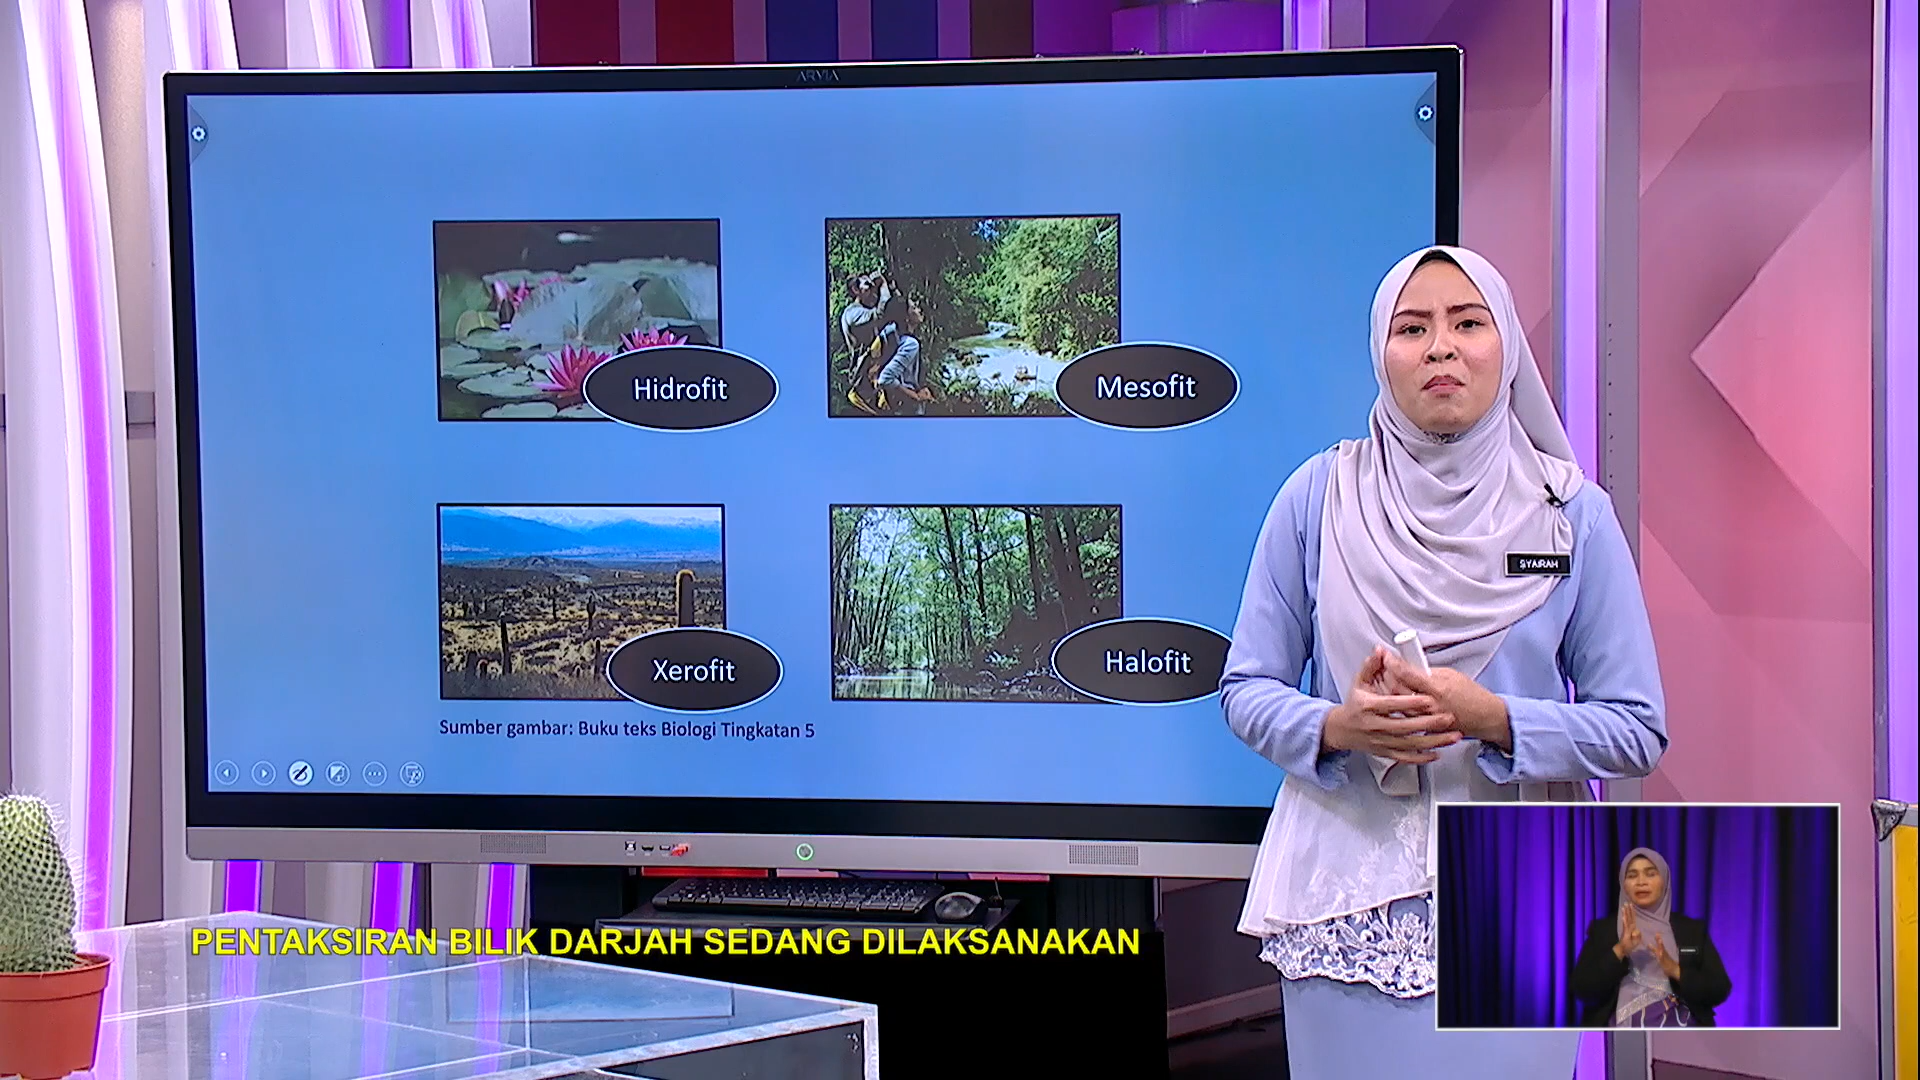 ARVIA
Hidrofit
Mesofit
Xerofit
Halofit
Sumber gambar: Buku teks Biologi Tingkatan 5
SYAIRAH
PENTAKSIRAN BILIK DARJAH SEDANG DILAKSANAKAN